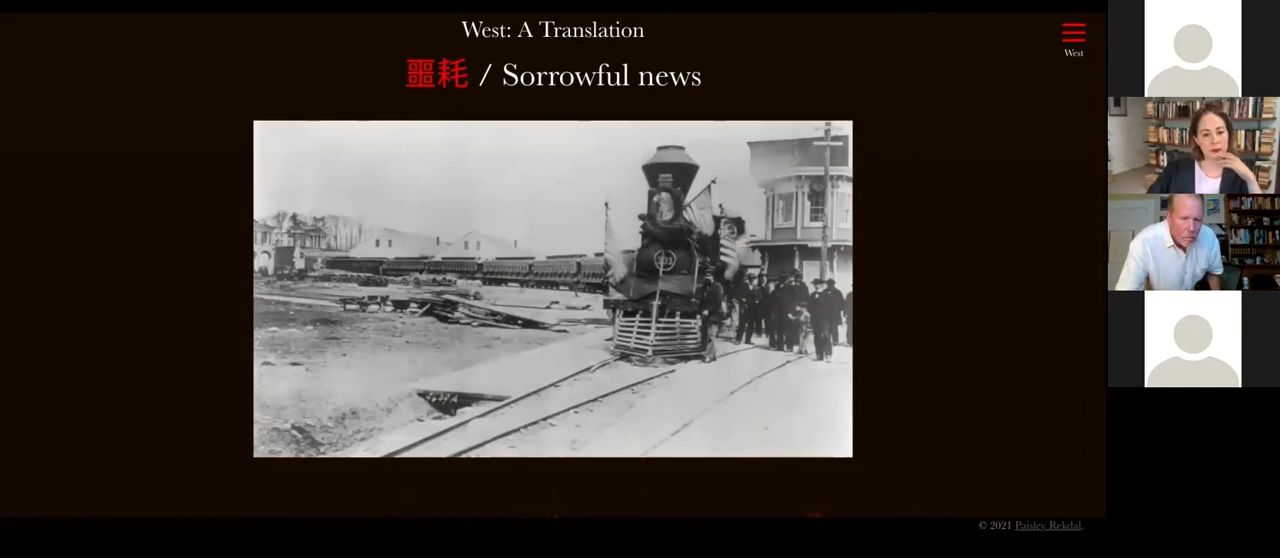 West: A Translation
West
噩耗 / Sorrowful news
© 2021 Paisley Rekdal.